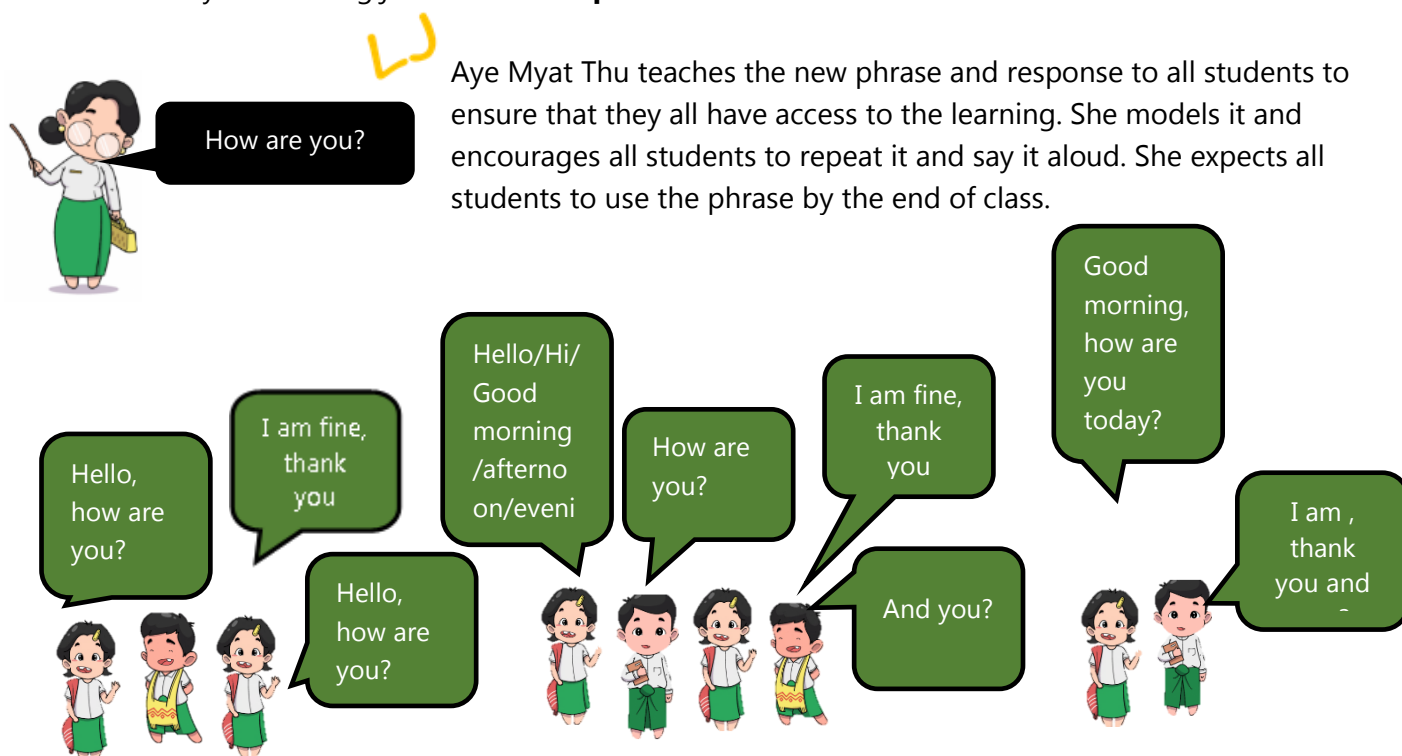 How are you?
Aye Myat Thu teaches the new phrase and response to all students to
ensure that they all have access to the learning. She models it and
encourages all students to repeat it and say it aloud. She expects all
students to use the phrase by the end of class.
Hello,
how are
you?
I am fine,
thank
you
Hello,
how are
you?
Hello/Hi/
Good
morning
/afterno
on/eveni
How are
you?
I am fine,
thank
you
And you?
Good
morning,
how are
you
today?
I am ,
thank
you and